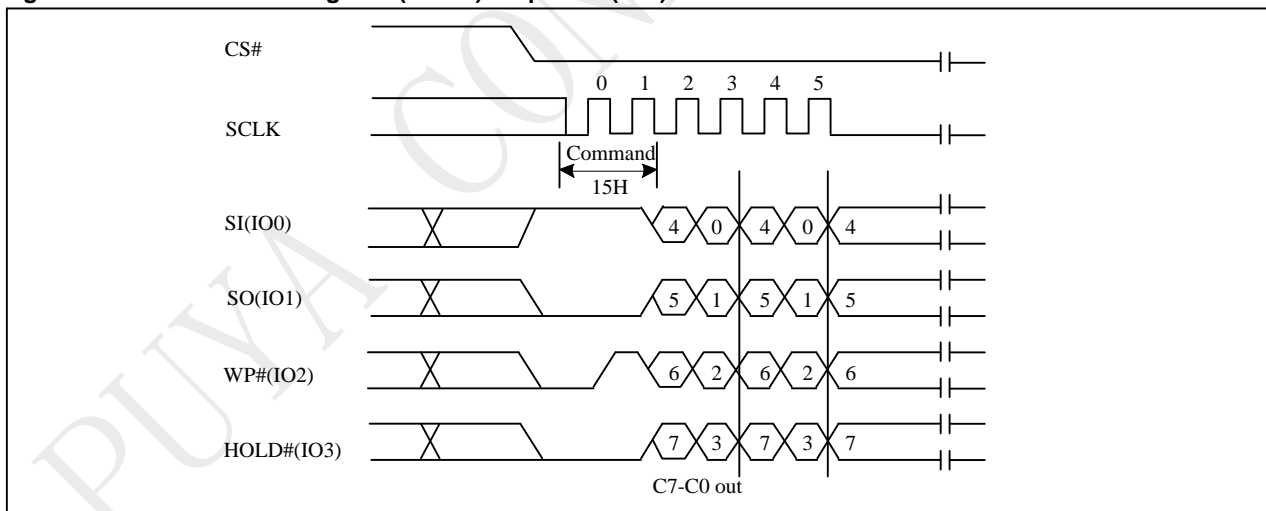 CS#
0 1 2 3 4 5
SCLK
Command
15H
SI(IO0)
4 0 4 0 4
SO(IO1)
5 1 5 1 5
WP#(IO2)
6 2 6 2 6
HOLD#(IO3)
7 3 7 3 7
C7-C0 out
PUYA CON